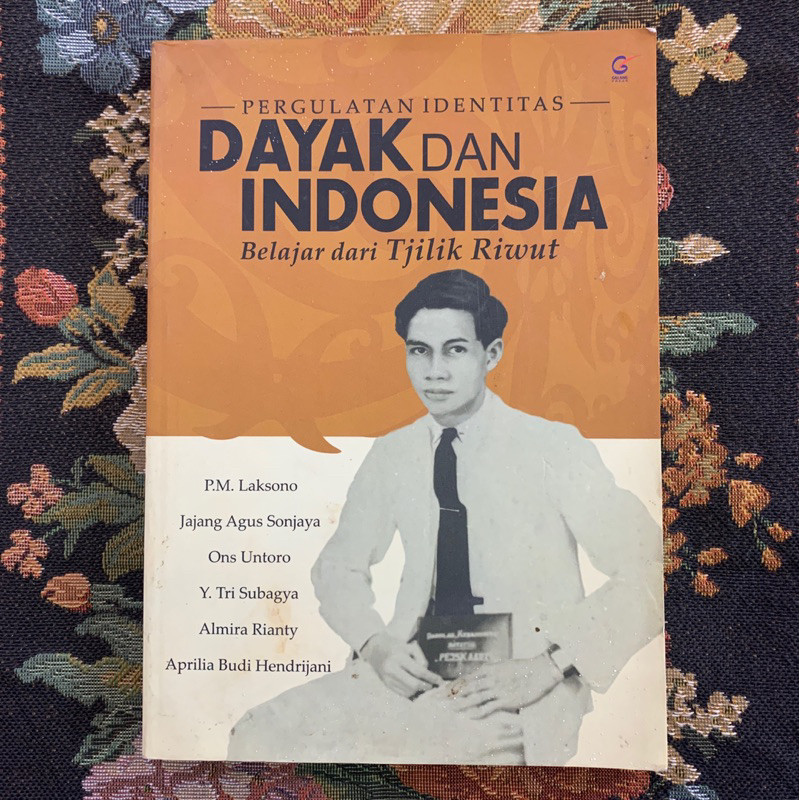 PERGULATAN IDENTITAS
DAYAK DAN
INDONESIA
Belajar dari Tjilik Riwut
P.M. Laksono
Jajang Agus Sonjaya
Ons Untoro
Y. Tri Subagya
Almira Rianty
Aprilia Budi Hendrijani